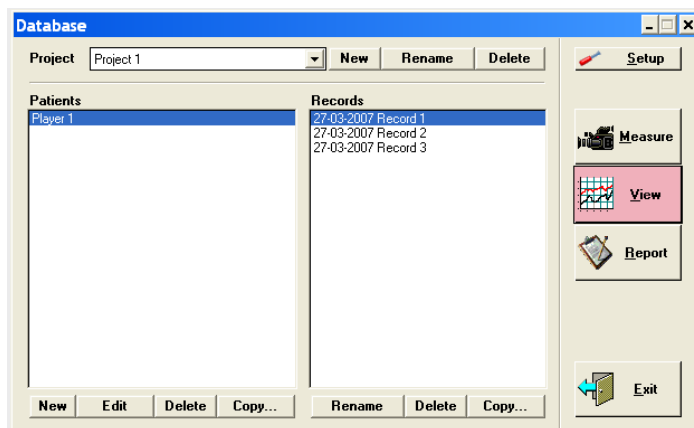 Database
Project Project 1 New Rename Delete Setup
Patients Records
Player 1
27-03-2007 Record 1
27-03-2007 Record 2
27-03-2007 Record 3
Measure
View
Report
Exit
New Edit Delete Copy... Rename Delete Copy...